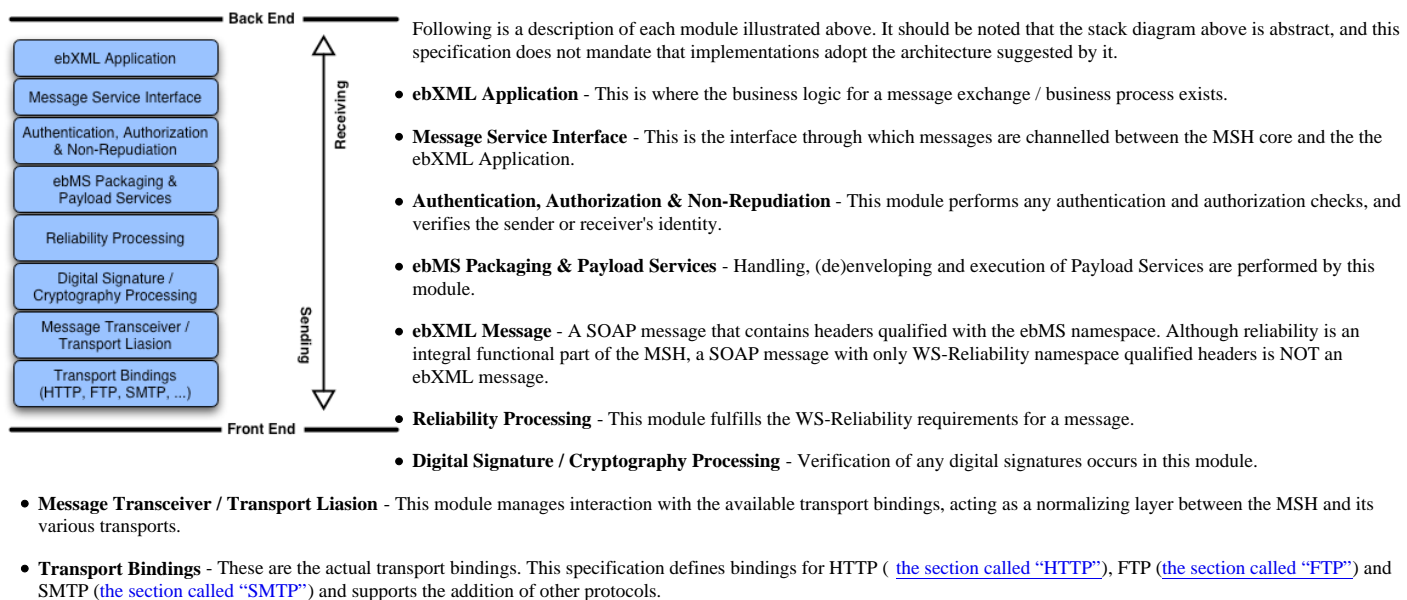 Back End
ebXML Application
Message Service Interface
Authentication, Authorization
& Non-Repudiation
ebMS Packaging &
Payload Services
Reliability Processing
Digital Signature /
Cryptography Processing
Message Transceiver /
Transport Liasion
Transport Bindings
(HTTP, FTP, SMTP, ...)
Receiving
Sending
Front End
Following is a description of each module illustrated above. It should be noted that the stack diagram above is abstract, and this
specification does not mandate that implementations adopt the architecture suggested by it.
• ebXML Application - This is where the business logic for a message exchange / business process exists.
• Message Service Interface - This is the interface through which messages are channelled between the MSH core and the the
ebXML Application.
• Authentication, Authorization & Non-Repudiation - This module performs any authentication and authorization checks, and
verifies the sender or receiver's identity.
• ebMS Packaging & Payload Services - Handling, (de)enveloping and execution of Payload Services are performed by this
module.
• ebXML Message - A SOAP message that contains headers qualified with the ebMS namespace. Although reliability is an
integral functional part of the MSH, a SOAP message with only WS-Reliability namespace qualified headers is NOT an
ebXML message.
• Reliability Processing - This module fulfills the WS-Reliability requirements for a message.
• Digital Signature / Cryptography Processing - Verification of any digital signatures occurs in this module.
• Message Transceiver / Transport Liasion - This module manages interaction with the available transport bindings, acting as a normalizing layer between the MSH and its
various transports.
• Transport Bindings - These are the actual transport bindings. This specification defines bindings for HTTP ( the section called “HTTP”), FTP (the section called “FTP”) and
SMTP (the section called “SMTP”) and supports the addition of other protocols.